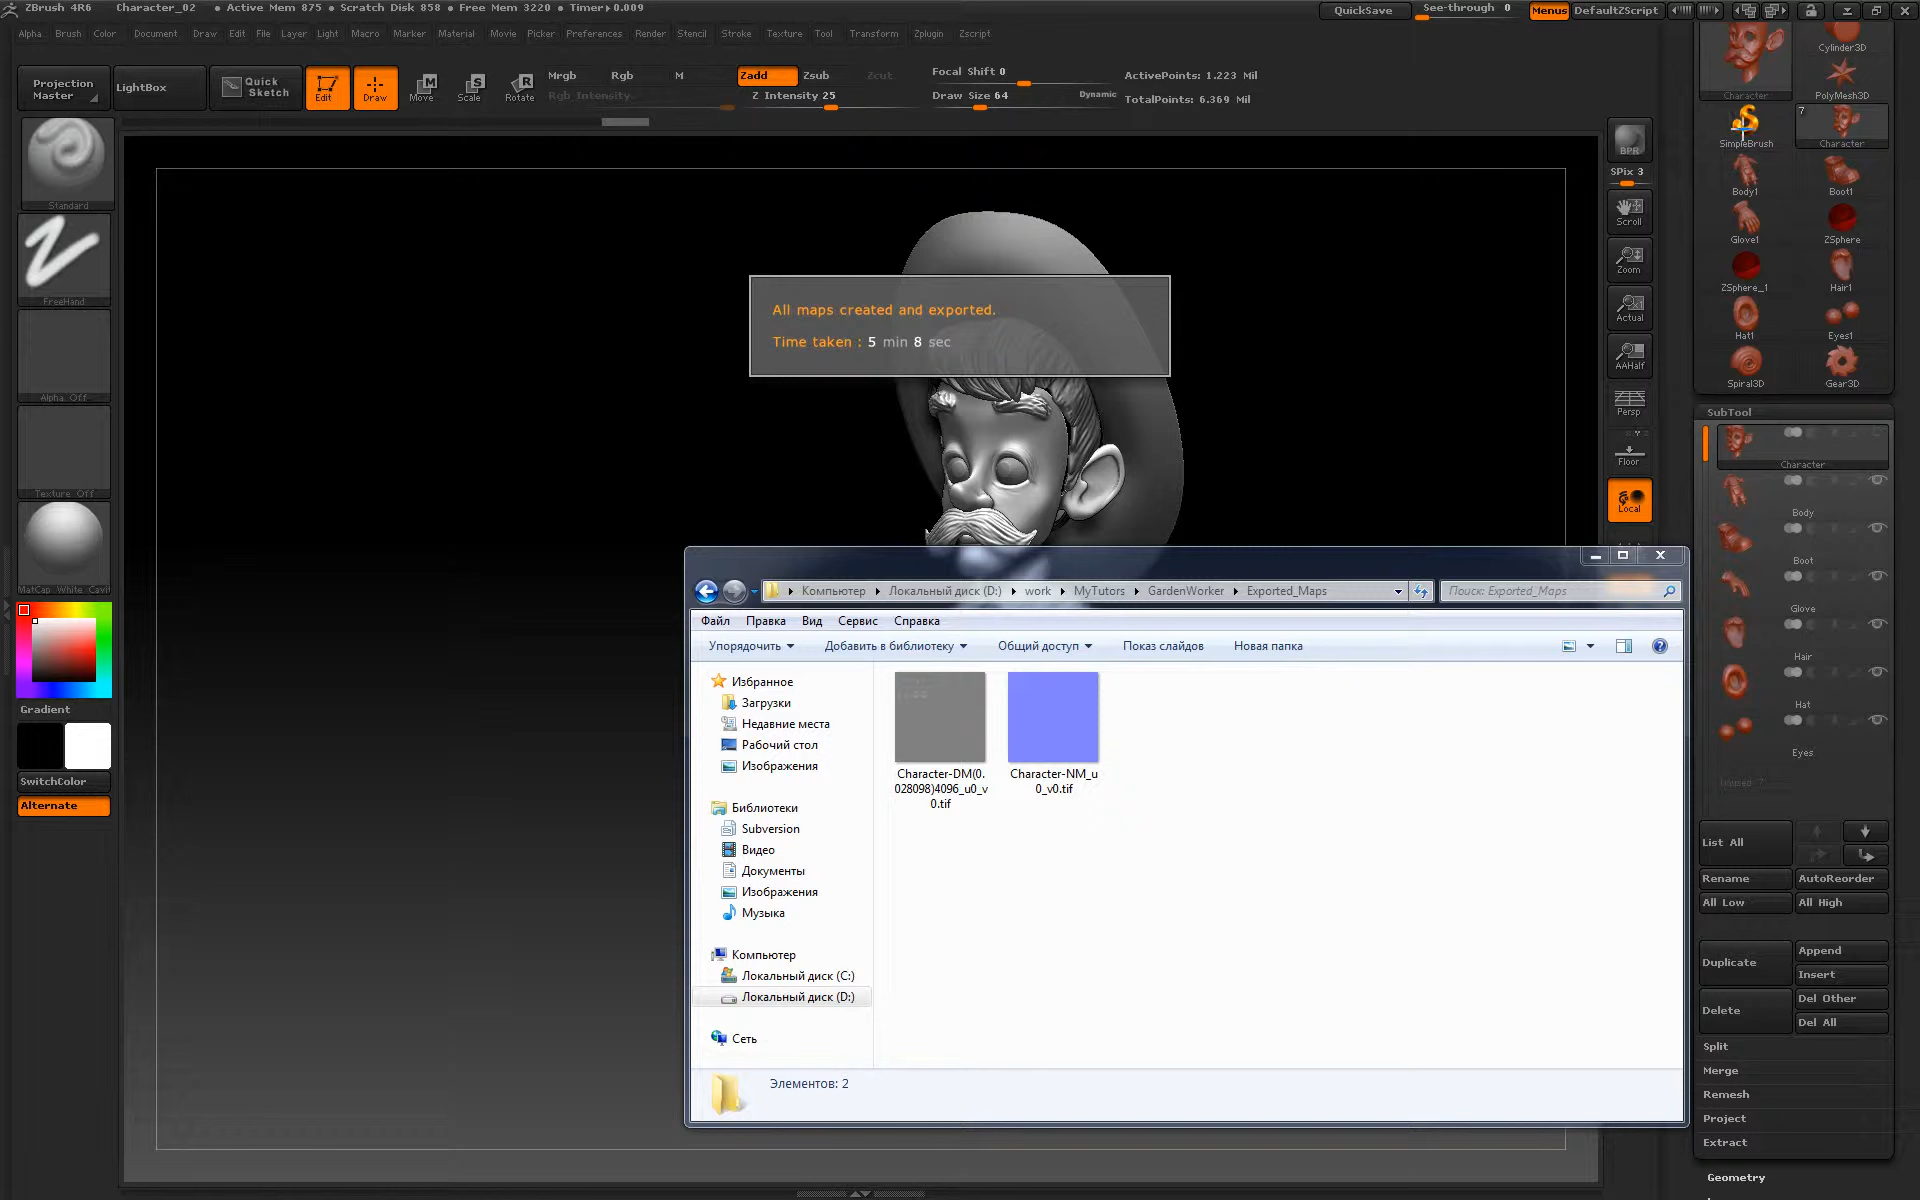 ZBrush 4R6 Character_02 • Active Mem 875 • Scratch Disk 858 • Free Mem 3220 • Timer▸0.009 QuickSave See-through 0 Menus DefaultZScript
Alpha Brush Color Document Draw Edit File Layer Light Macro Marker Material Movie Picker Preferences Render Stencil Stroke Texture Tool Transform Zplugin Zscript
Projection Master
LightBox
Quick Sketch
Edit
Draw
Move
Scale
Rotate
Mrgb Rgb M
Rgb Intensity
Zadd Zsub Zcut
Z Intensity 25
Focal Shift 0
Draw Size 64 Dynamic
ActivePoints: 1.223 Mil
TotalPoints: 6.369 Mil
Standard
FreeHand
Alpha Off
Texture Off
MatCap White Cavi
Gradient
SwitchColor
Alternate
All maps created and exported.
Time taken : 5 min 8 sec
BPR
SPix 3
Scroll
Zoom
Actual
AAHalf
Persp
Floor
Local
Character Cylinder3D
PolyMesh3D
7
SimpleBrush Character
Body1 Boot1
Glove1 ZSphere
ZSphere_1 Hair1
Hat1 Eyes1
Spiral3D Gear3D
SubTool
Character
Body
Boot
Glove
Hair
Hat
Eyes
List All
Rename AutoReorder
All Low All High
Duplicate Append
Insert
Delete Del Other
Del All
Split
Merge
Remesh
Project
Extract
Geometry
Компьютер Локальный диск (D:) work MyTutors GardenWorker Exported_Maps Поиск: Exported_Maps
Файл Правка Вид Сервис Справка
Упорядочить Добавить в библиотеку Общий доступ Показ слайдов Новая папка
Избранное
Загрузки
Недавние места
Рабочий стол
Изображения
Библиотеки
Subversion
Видео
Документы
Изображения
Музыка
Компьютер
Локальный диск (C:)
Локальный диск (D:)
Сеть
Character-DM(0.
028098)4096_u0_v
0.tif
Character-NM_u
0_v0.tif
Элементов: 2